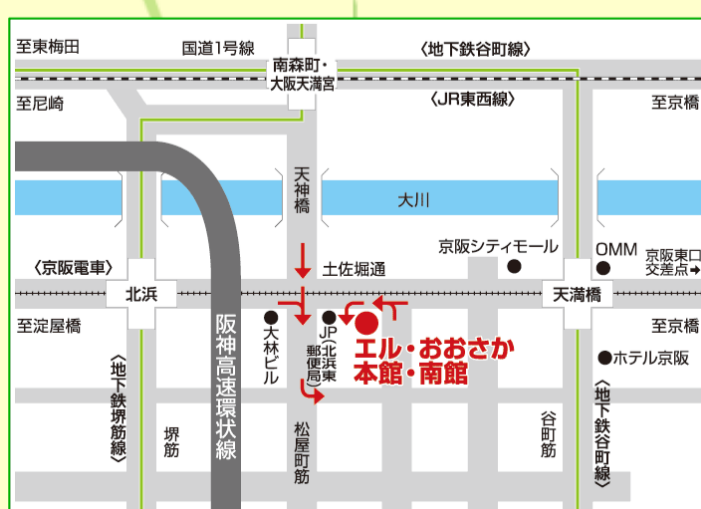 至東梅田
国道1号線
南森町・
大阪天満宮
〈地下鉄谷町線〉
至尼崎
〈JR東西線〉
至京橋
天神橋
大川
〈京阪電車〉
北浜
土佐堀通
京阪シティモール
OMM
京阪東口
交差点→
天満橋
至淀屋橋
至京橋
大林ビル
JP(北浜東
郵便局)
エル・おおさか
本館・南館
ホテル京阪
阪神高速環状線
〈地下鉄堺筋線〉
堺筋
松屋町筋
谷町筋
〈地下鉄谷町線〉